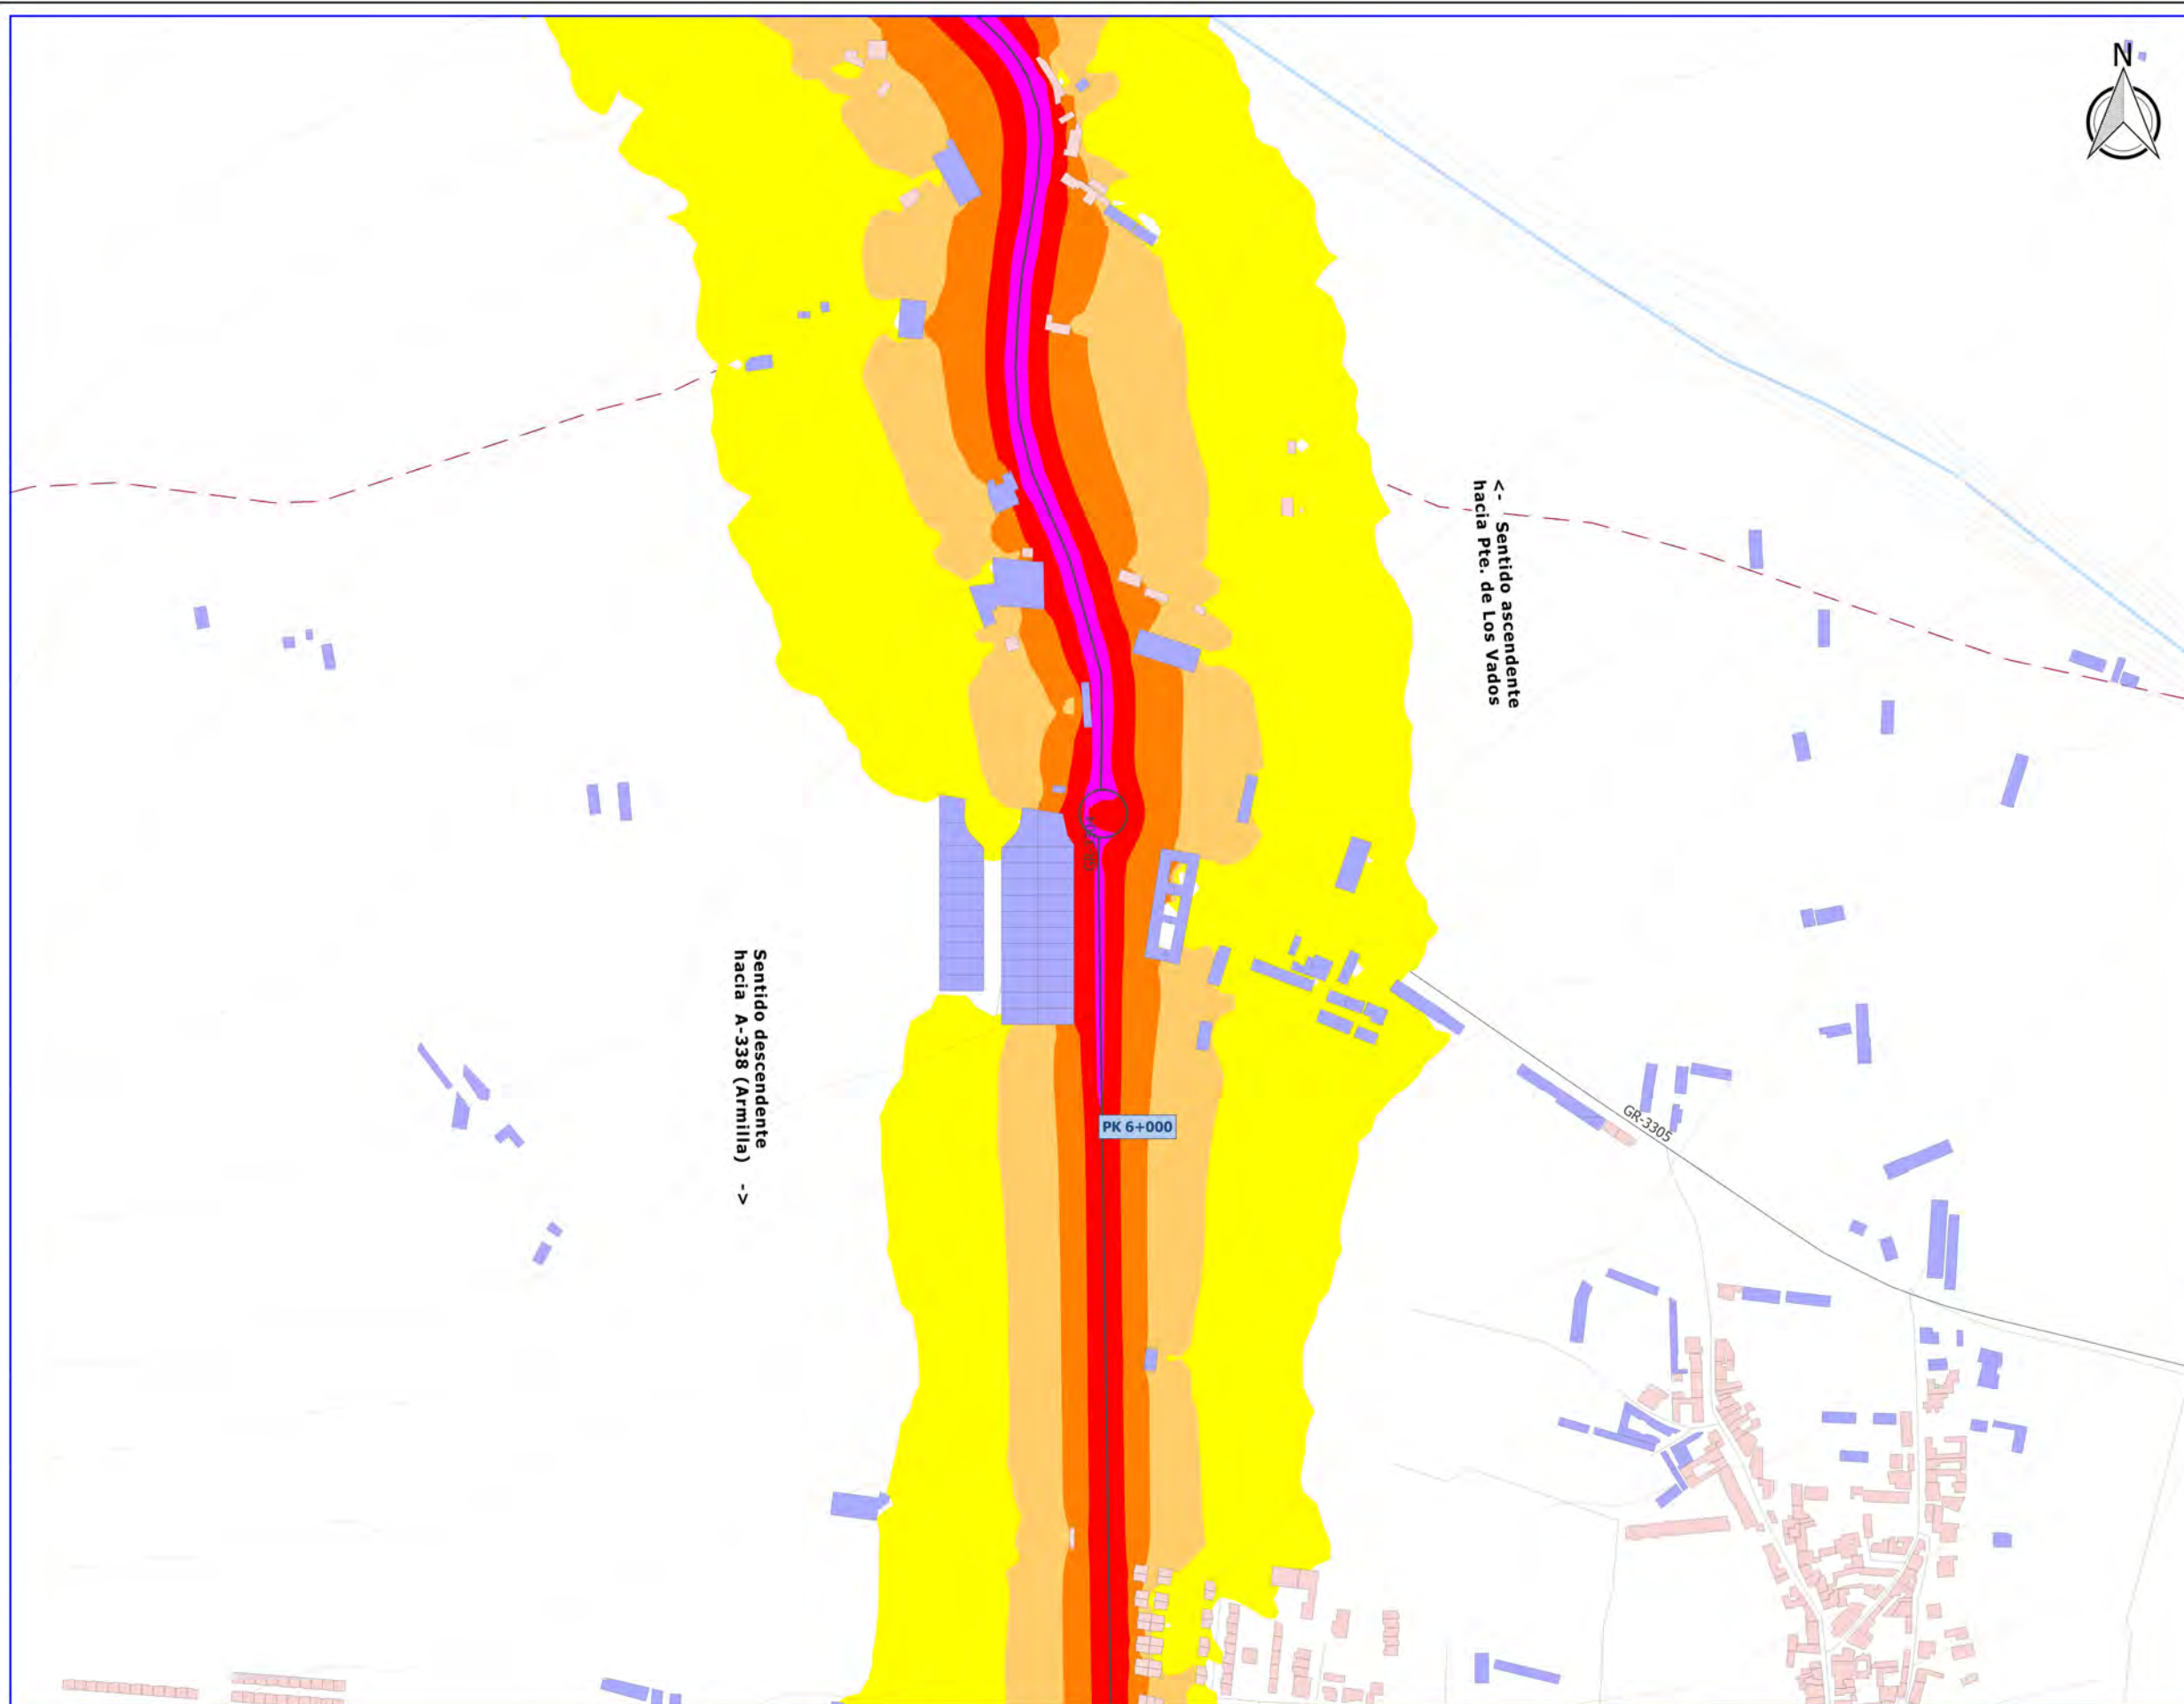 N
<- Sentido ascendente
hacia Pte. de Los Vados
Sentido descendente
hacia A-338 (Armilla) ->
PK 6+000
GR-3305